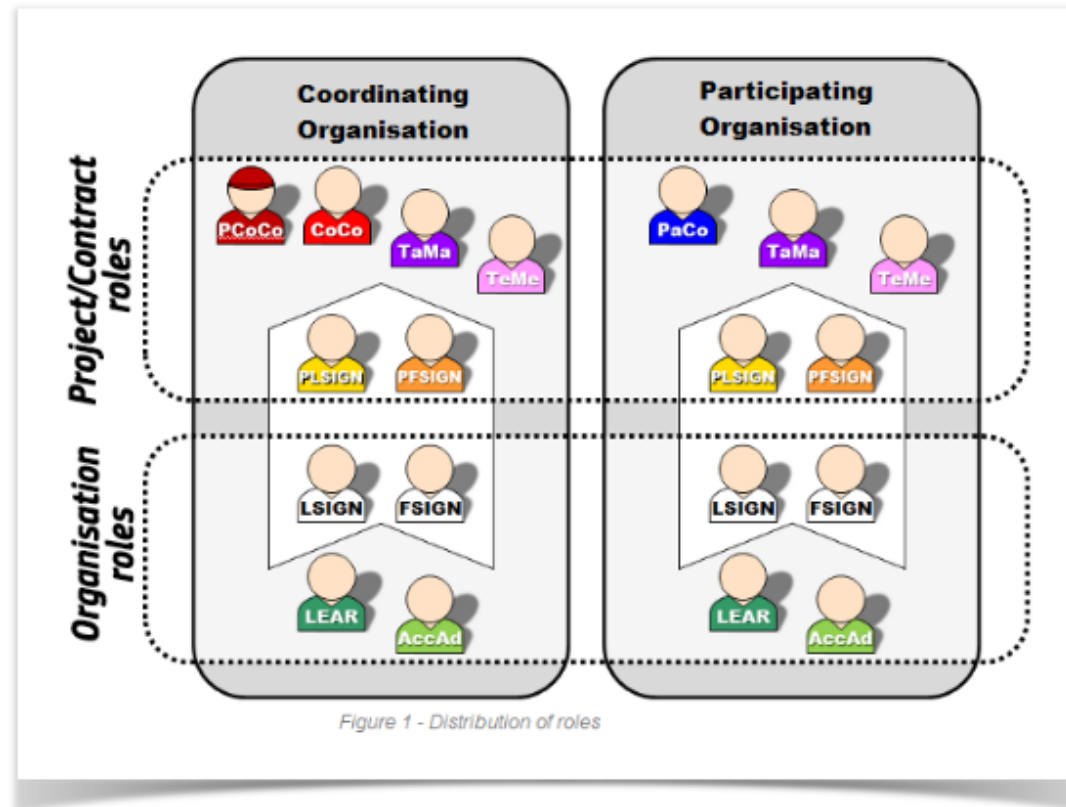 Coordinating
Organisation
Participating
Organisation
Project/Contract
roles
PCoCo
CoCo
TaMa
TeMe
PaCo
TaMa
TeMe
PLSIGN
PFSIGN
PLSIGN
PFSIGN
Organisation
roles
LSIGN
FSIGN
LSIGN
FSIGN
LEAR
AccAd
LEAR
AccAd
Figure 1 - Distribution of roles